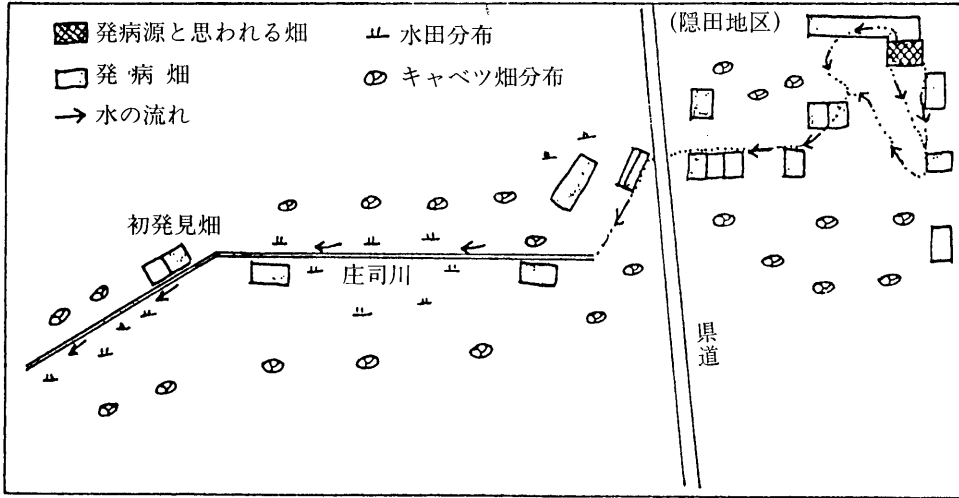 発病源と思われる畑
発病畑
水の流れ
水田分布
キャベツ畑分布
(隠田地区)
初発見畑
庄司川
県道